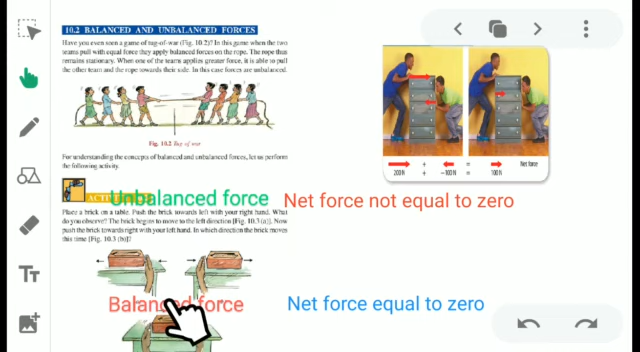 10.2 BALANCED AND UNBALANCED FORCES
Have you even soen a game of tug-of-war (Fig. 10.2)? In this game when the two
teams pull with equal force they apply balanced forces on the rope. The rope thus
remains stationary. When one of the teams applies greater force, it is able to pull
the other team and the rope towards their side. In this case forces are unbalanced.
Fig. 10.2 Tug of war
For understanding the concepts of balanced and unbalanced forces, let us perform
the following activity.
Unbalanced force
Net force not equal to zero
Place a brick on a table. Push the brick towards left with your right hand. What
do you observe? The brick begins to move to the left direction [Fig. 10.3 (a)]. Now
push the brick towards right with your left hand. In which direction the brick moves
this time [Fig. 10.3 (b)]?
Balanced force
Net force equal to zero
+ = Net force
200 N + −100 N = 100 N
Tт